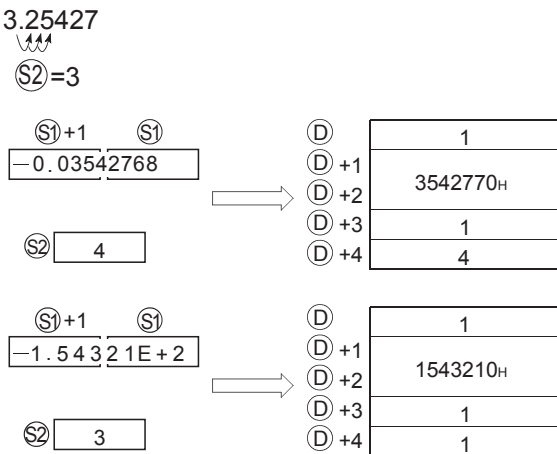 3.25427
S2=3
S1+1 S1
−0.03542768
S2 4
D 1
D +1
3542770H
D +2
D +3 1
D +4 4
S1+1 S1
−1.54321E+2
S2 3
D 1
D +1
1543210H
D +2
D +3 1
D +4 1